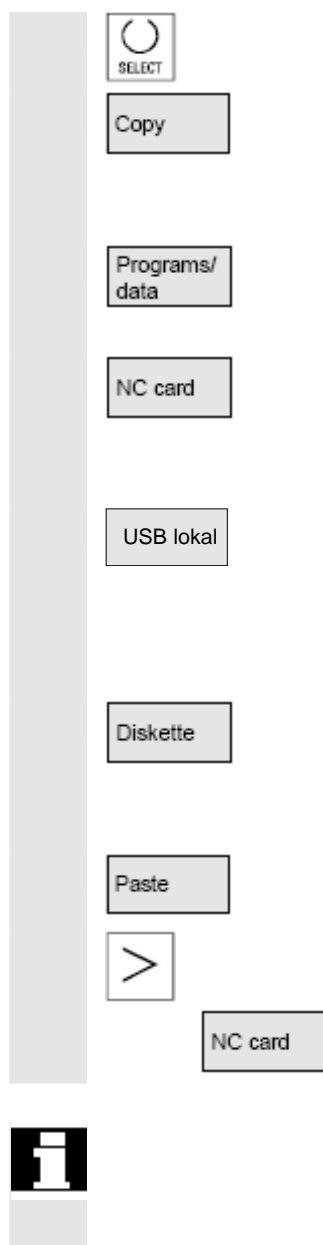 SELECT
Copy
Programs/
data
NC card
USB lokal
Diskette
Paste
>
NC card